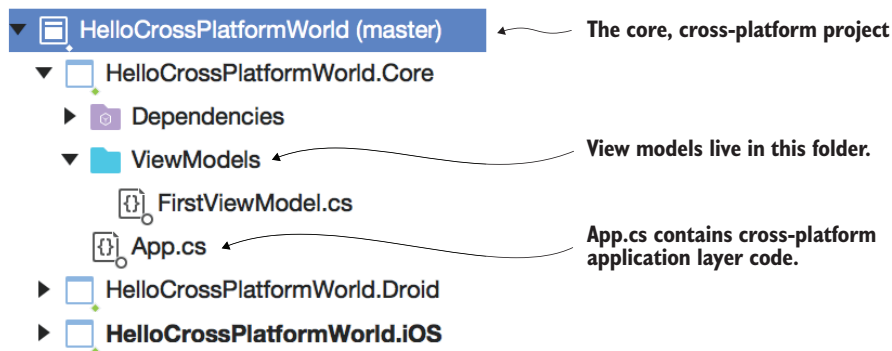 HelloCrossPlatformWorld (master)
The core, cross-platform project
HelloCrossPlatformWorld.Core
Dependencies
ViewModels
View models live in this folder.
{} FirstViewModel.cs
{} App.cs
App.cs contains cross-platform
application layer code.
HelloCrossPlatformWorld.Droid
HelloCrossPlatformWorld.iOS